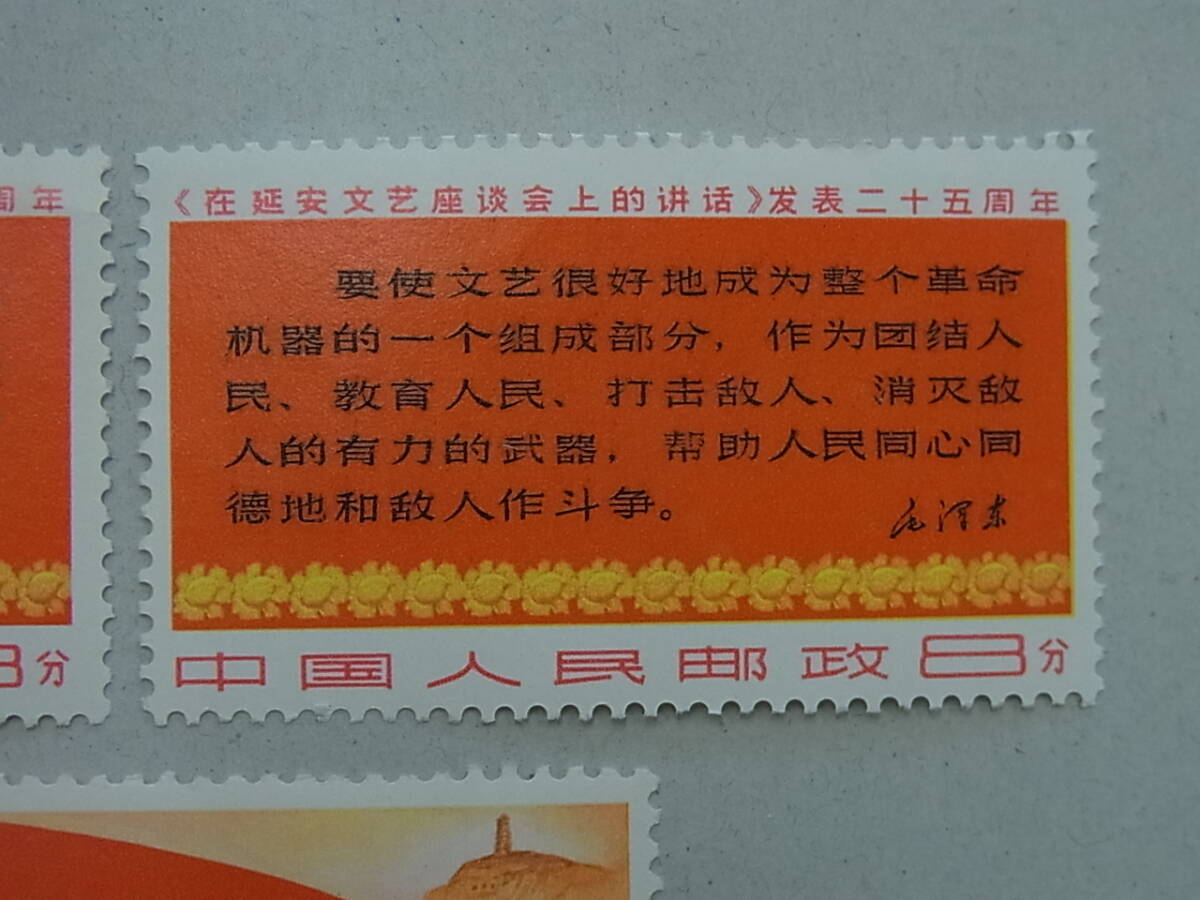 周年
8分
《在延安文艺座谈会上的讲话》发表二十五周年
要使文艺很好地成为整个革命
机器的一个组成部分，作为团结人
民、教育人民、打击敌人、消灭敌
人的有力的武器，帮助人民同心同
德地和敌人作斗争。
毛泽东
中国人民邮政8分